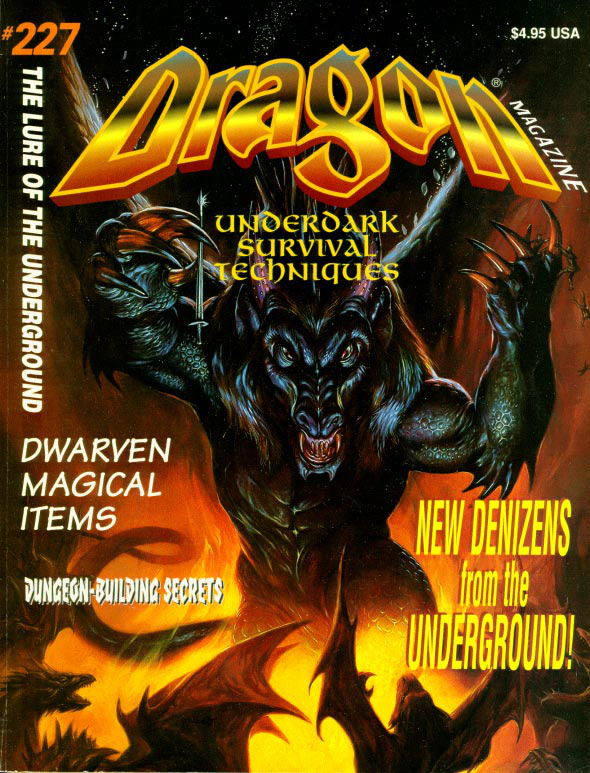 #227
$4.95 USA
Dragon®
MAGAZINE
THE LURE OF THE UNDERGROUND
UNDERDARK
SURVIVAL
TECHNIQUES
DWARVEN
MAGICAL
ITEMS
DUNGEON-BUILDING SECRETS
NEW DENIZENS
from the
UNDERGROUND!